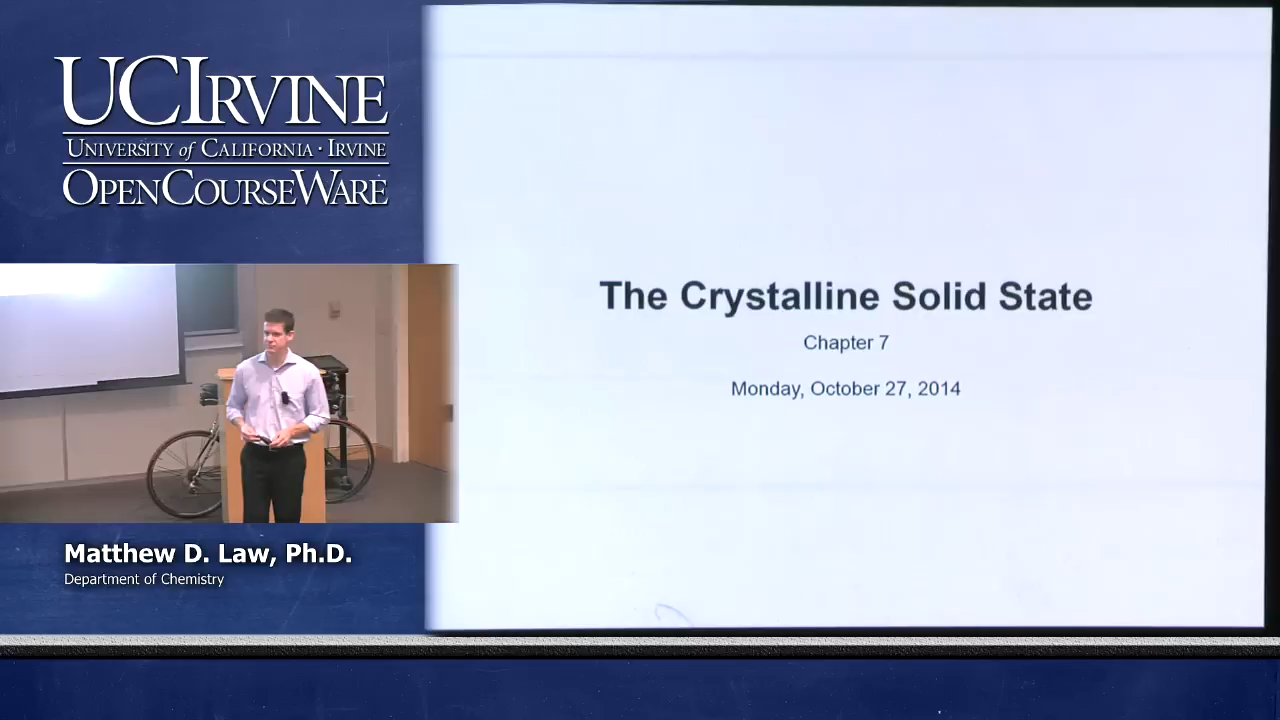 UCIRVINE
UNIVERSITY of CALIFORNIA · IRVINE
OPENCOURSEWARE
The Crystalline Solid State
Chapter 7
Monday, October 27, 2014
Matthew D. Law, Ph.D.
Department of Chemistry